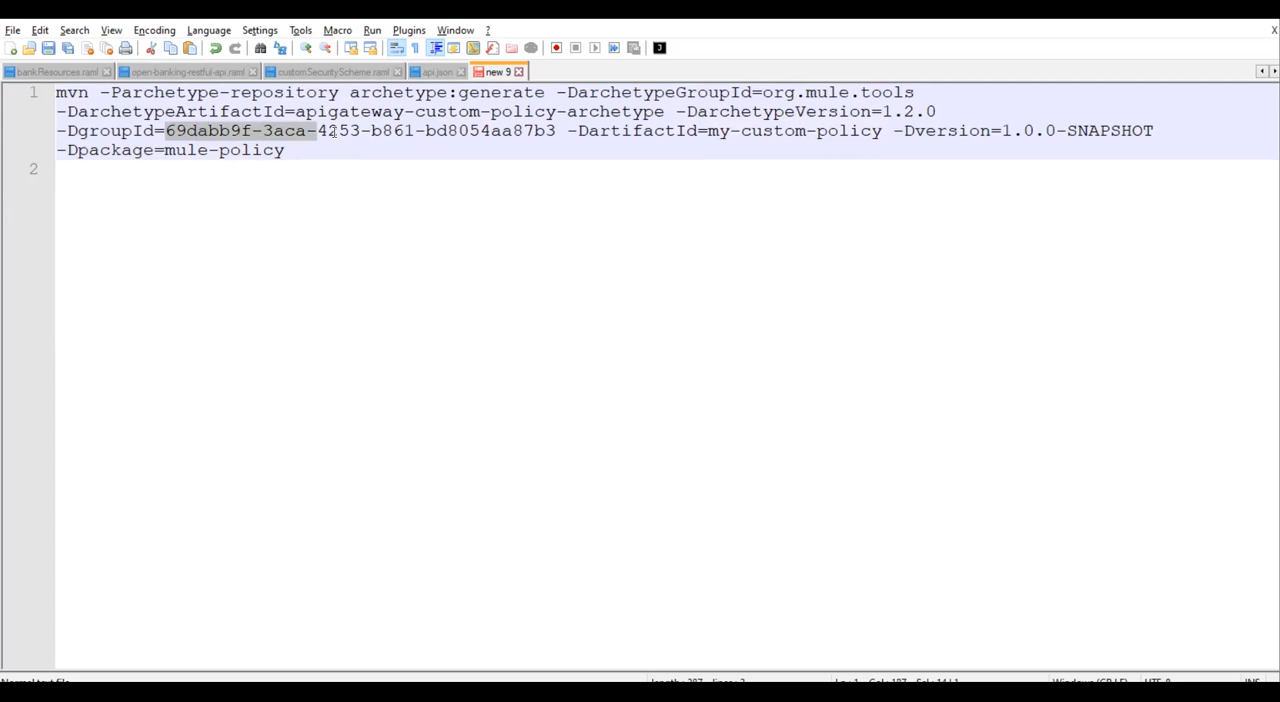 File Edit Search View Encoding Language Settings Tools Macro Run Plugins Window ? X
bankResources.raml open-banking-restful-api.raml customSecurityScheme.raml api.json new 9
1 mvn -Parchetype-repository archetype:generate -DarchetypeGroupId=org.mule.tools
-DarchetypeArtifactId=apigateway-custom-policy-archetype -DarchetypeVersion=1.2.0
-DgroupId=69dabb9f-3aca-4253-b861-bd8054aa87b3 -DartifactId=my-custom-policy -Dversion=1.0.0-SNAPSHOT
-Dpackage=mule-policy
2